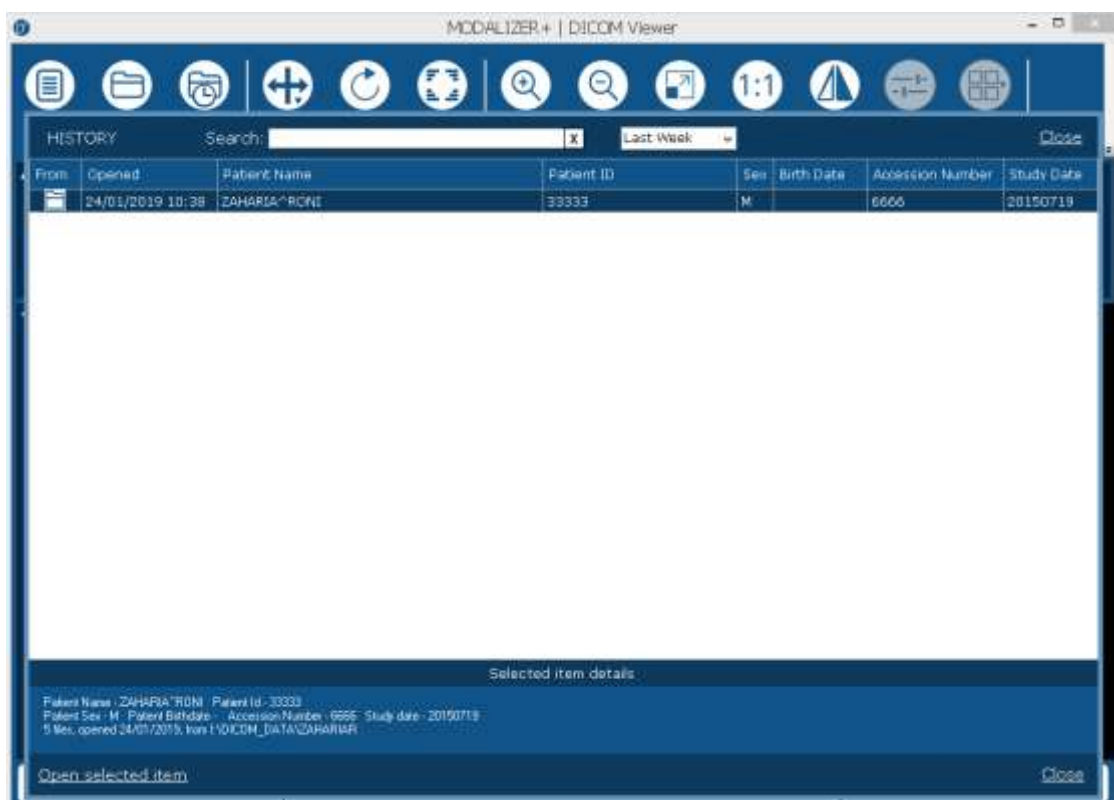 MODALIZER+ | DICOM Viewer
1:1
HISTORY Search: X Last Week Close
From Opened Patient Name Patient ID Sex Birth Date Accession Number Study Date
24/01/2019 10:38 ZAHARIA^RONI 33333 M 6666 20150719
Selected item details
Patient Name - ZAHARIA^RONI Patient Id - 33333
Patient Sex - M Patient Birthdate - Accession Number - 6666 Study date - 20150719
5 files, opened 24/01/2019, from I:\DICOM_DATA\ZAHARIAR
Open selected item Close